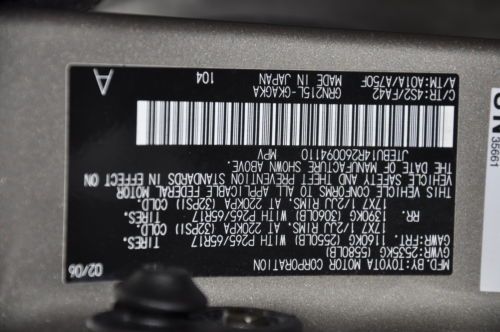 MFD.BY:TOYOTA MOTOR CORPORATION 02/06
GVWR:2535KG(5580LB)
GAWR:FRT. 1160KG(2550LB)WITH P265/65R17 TIRES,
17X7 1/2JJ RIMS, AT 220KPA (32PSI) COLD.
RR. 1390KG(3060LB)WITH P265/65R17 TIRES,
17X7 1/2JJ RIMS, AT 220KPA (32PSI) COLD.
THIS VEHICLE CONFORMS TO ALL APPLICABLE FEDERAL MOTOR
VEHICLE SAFETY AND THEFT PREVENTION STANDARDS IN EFFECT ON
THE DATE OF MANUFACTURE SHOWN ABOVE.
JTEBU14R260094110 MPV
C/TR:4S2/FA42 GRN215L-GKAGKA 104 A
A/TM:A01A/A750F MADE IN JAPAN
35661